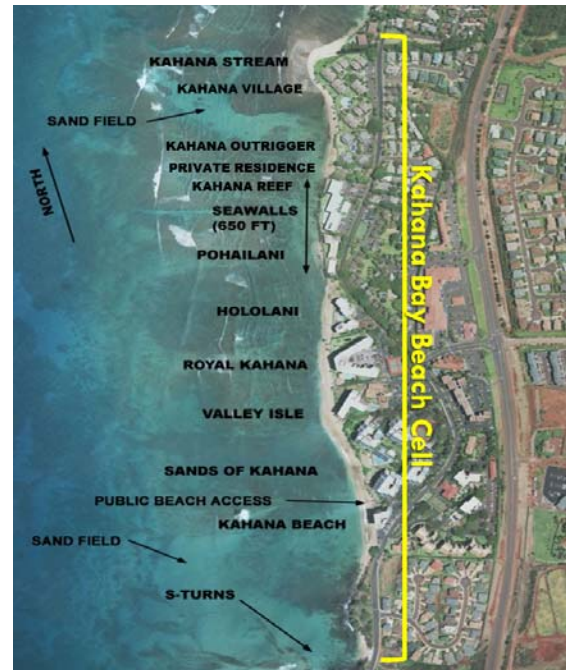 KAHANA STREAM
KAHANA VILLAGE
SAND FIELD
KAHANA OUTRIGGER
PRIVATE RESIDENCE
KAHANA REEF
NORTH
SEAWALLS
(650 FT)
POHAILANI
HOLOLANI
ROYAL KAHANA
VALLEY ISLE
SANDS OF KAHANA
PUBLIC BEACH ACCESS
KAHANA BEACH
SAND FIELD
S-TURNS
Kahana Bay Beach Cell